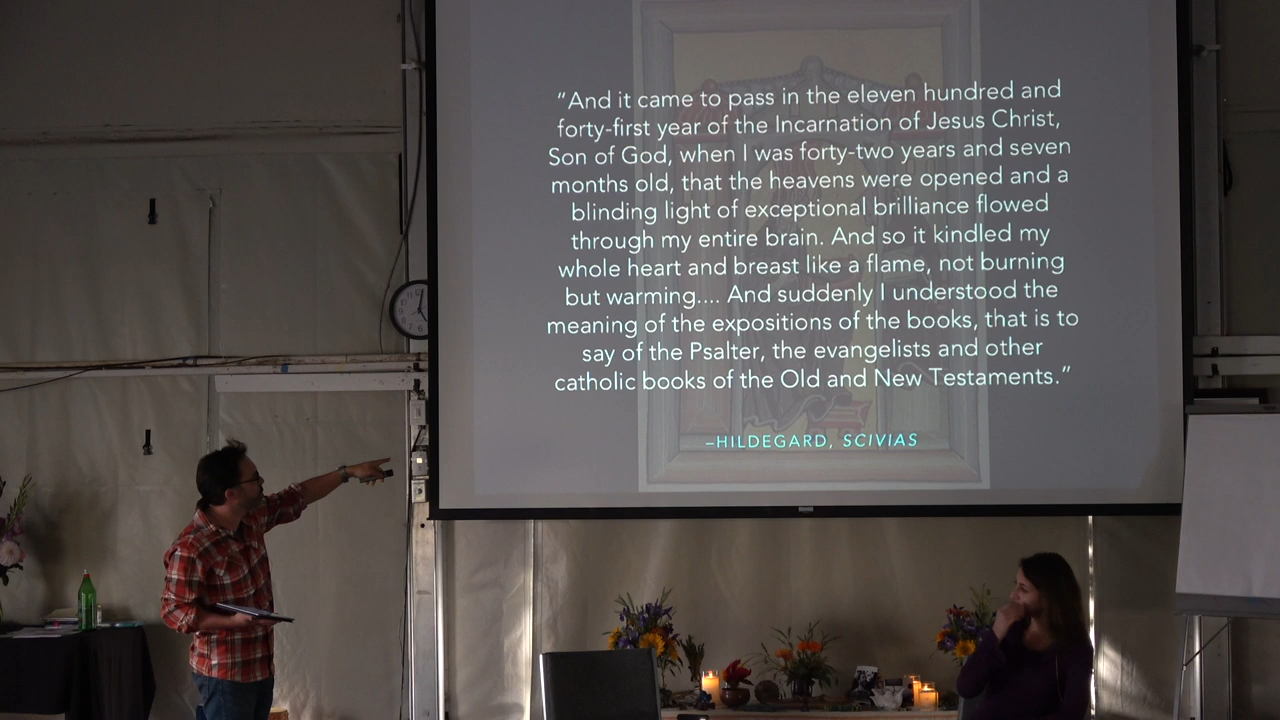 “And it came to pass in the eleven hundred and
forty-first year of the Incarnation of Jesus Christ,
Son of God, when I was forty-two years and seven
months old, that the heavens were opened and a
blinding light of exceptional brilliance flowed
through my entire brain. And so it kindled my
whole heart and breast like a flame, not burning
but warming.... And suddenly I understood the
meaning of the expositions of the books, that is to
say of the Psalter, the evangelists and other
catholic books of the Old and New Testaments.”
–HILDEGARD, SCIVIAS